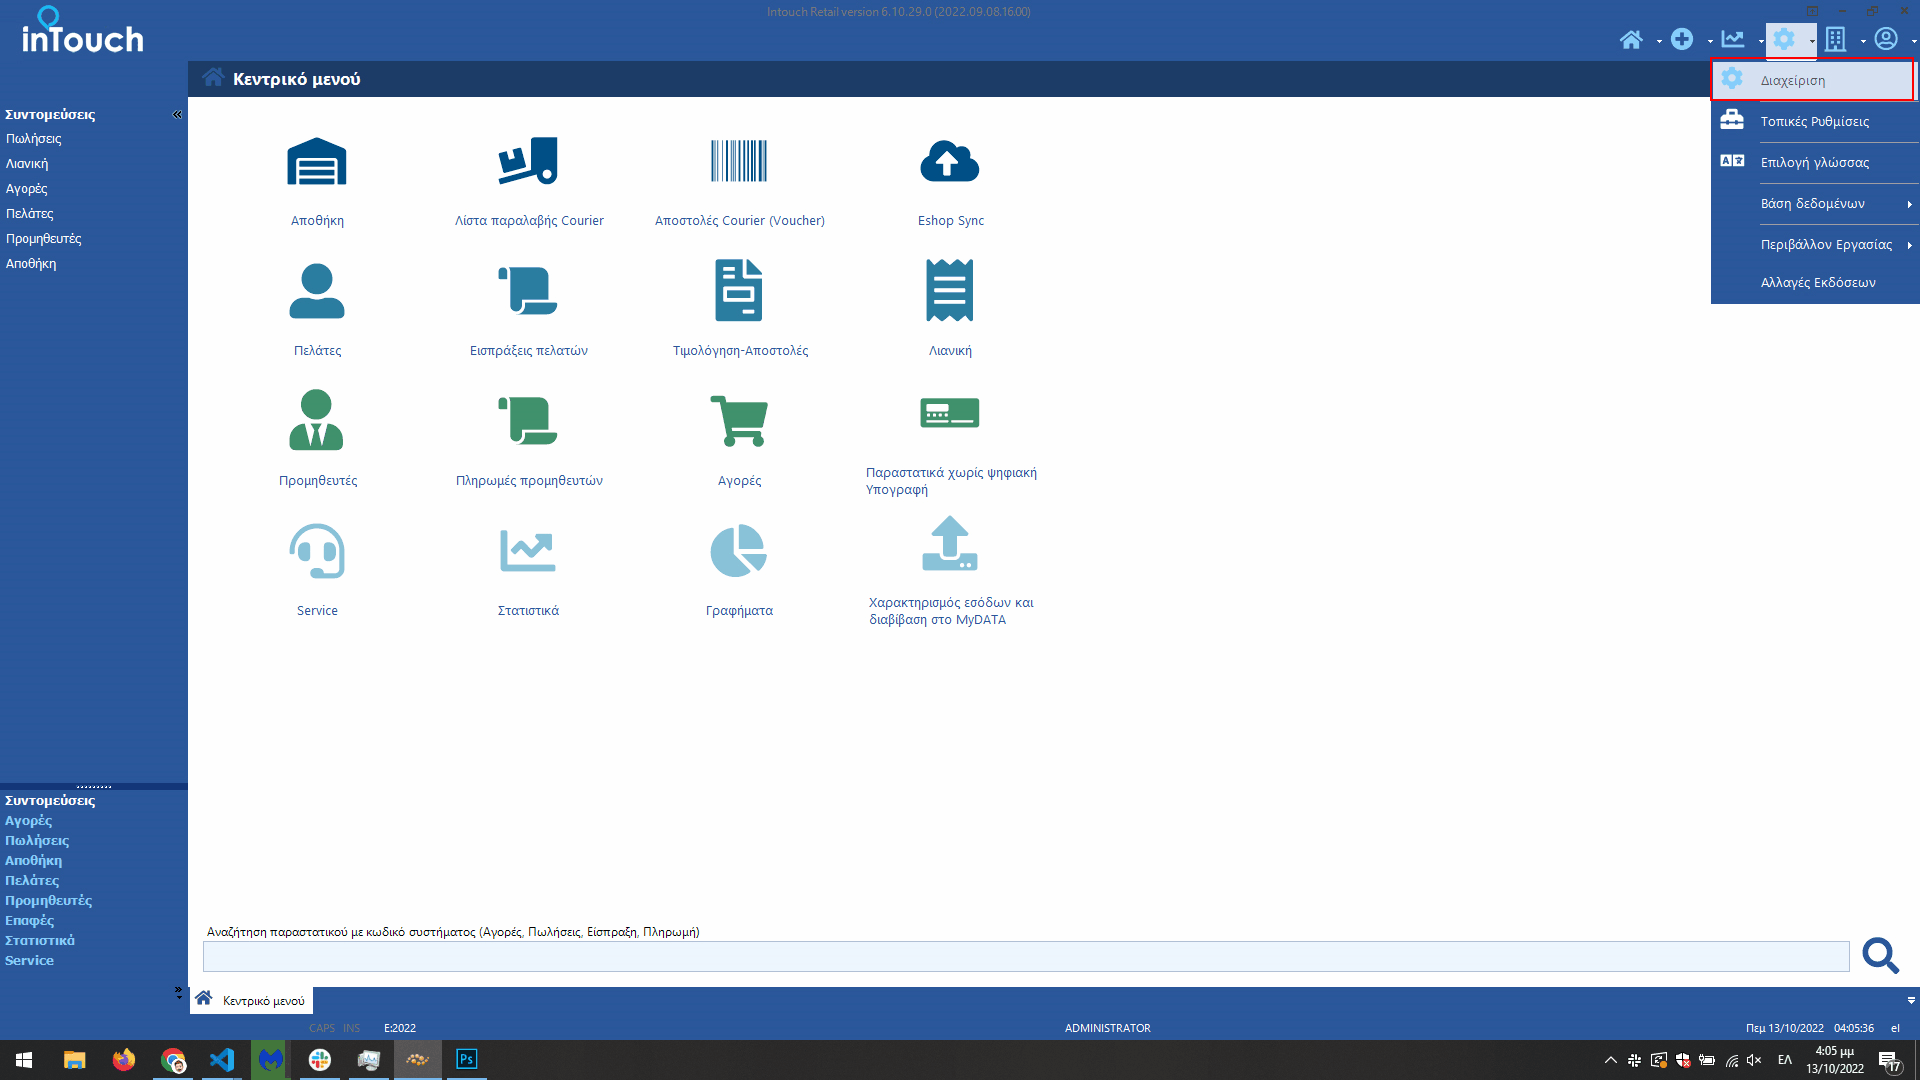 Intouch Retail version 6.10.29.0 (2022.09.08.16.00)
inTouch
Κεντρικό μενού
Διαχείριση
Τοπικές Ρυθμίσεις
Επιλογή γλώσσας
Βάση δεδομένων
Περιβάλλον Εργασίας
Αλλαγές Εκδόσεων
Συντομεύσεις
Πωλήσεις
Λιανική
Αγορές
Πελάτες
Προμηθευτές
Αποθήκη
Αποθήκη
Λίστα παραλαβής Courier
Αποστολές Courier (Voucher)
Eshop Sync
Πελάτες
Εισπράξεις πελατών
Τιμολόγηση-Αποστολές
Λιανική
Προμηθευτές
Πληρωμές προμηθευτών
Αγορές
Παραστατικά χωρίς ψηφιακή
Υπογραφή
Service
Στατιστικά
Γραφήματα
Χαρακτηρισμός εσόδων και
διαβίβαση στο MyDATA
Συντομεύσεις
Αγορές
Πωλήσεις
Αποθήκη
Πελάτες
Προμηθευτές
Επαφές
Στατιστικά
Service
Αναζήτηση παραστατικού με κωδικό συστήματος (Αγορές, Πωλήσεις, Είσπραξη, Πληρωμή)
Κεντρικό μενού
CAPS INS E:2022 ADMINISTRATOR Πεμ 13/10/2022 04:05:36 el
Ps
ΕΛ
4:05 μμ
13/10/2022
17